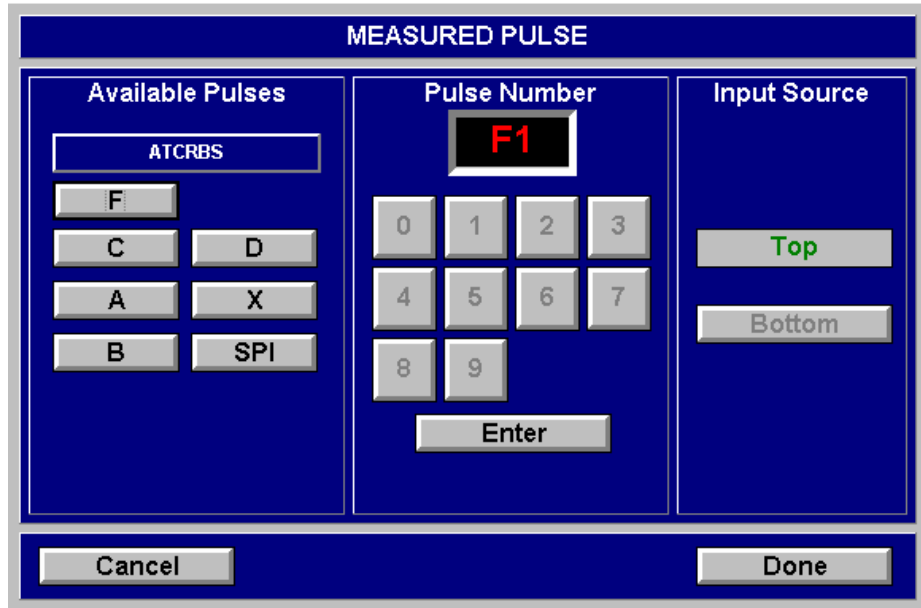 MEASURED PULSE
Available Pulses
ATCRBS
F
C D
A X
B SPI
Pulse Number
F1
0 1 2 3
4 5 6 7
8 9
Enter
Input Source
Top
Bottom
Cancel
Done